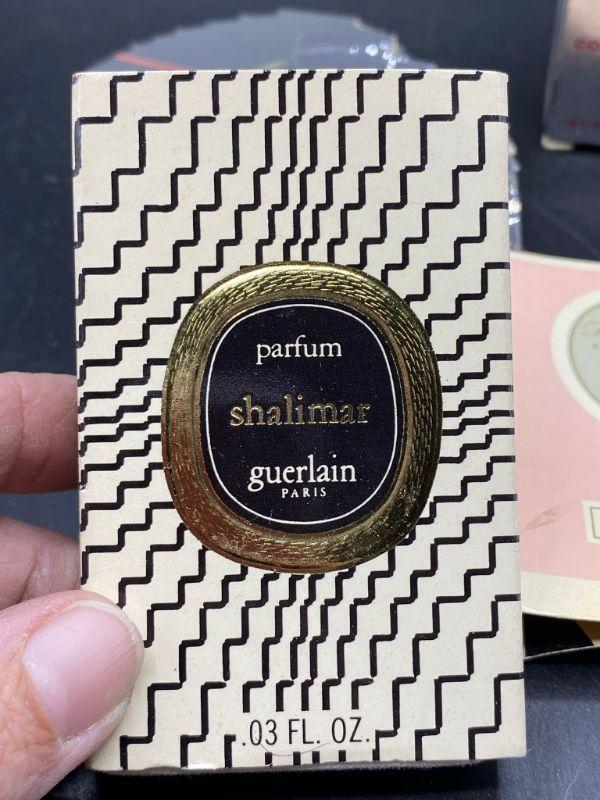 parfum
shalimar
guerlain
PARIS
.03 FL. OZ.